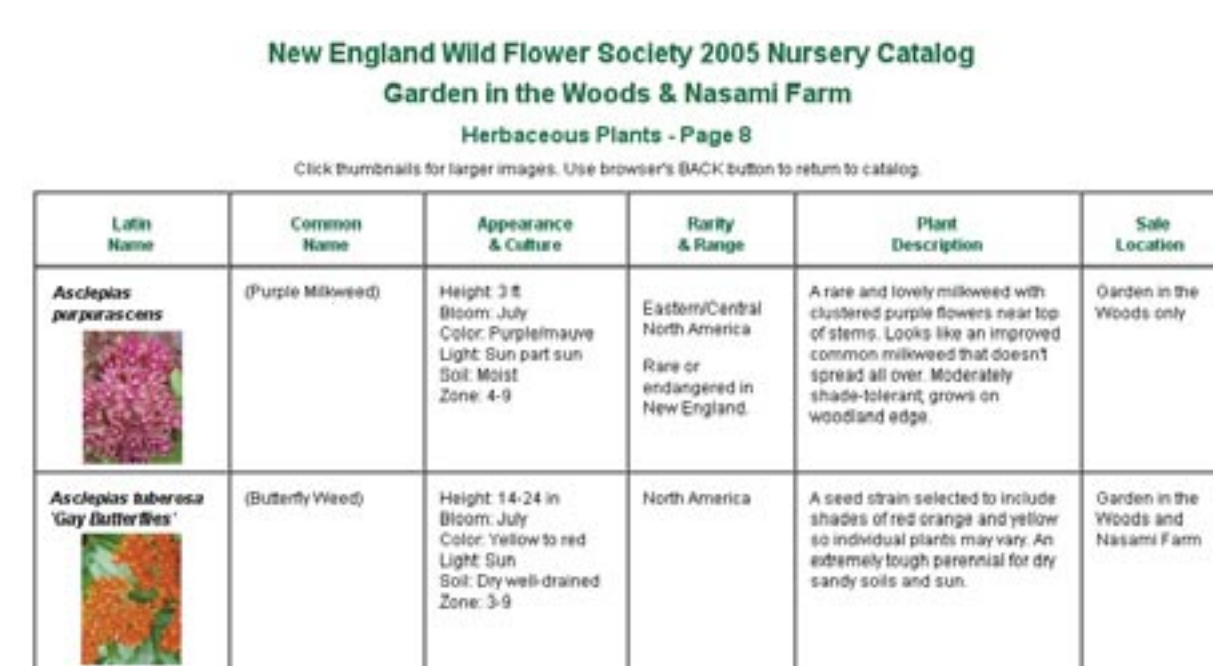 New England Wild Flower Society 2005 Nursery Catalog
Garden in the Woods & Nasami Farm
Herbaceous Plants - Page 8
Click thumbnails for larger images. Use browser's BACK button to return to catalog.
Latin
Name
Common
Name
Appearance
& Culture
Rarity
& Range
Plant
Description
Sale
Location
Asclepias
purpurascens
(Purple Milkweed)
Height: 3 ft
Bloom: July
Color: Purple/mauve
Light: Sun part sun
Soil: Moist
Zone: 4-9
Eastern/Central
North America
Rare or
endangered in
New England.
A rare and lovely milkweed with
clustered purple flowers near top
of stems. Looks like an improved
common milkweed that doesn't
spread all over. Moderately
shade-tolerant, grows on
woodland edge.
Garden in the
Woods only
Asclepias tuberosa
'Gay Butterflies'
(Butterfly Weed)
Height: 14-24 in
Bloom: July
Color: Yellow to red
Light: Sun
Soil: Dry well-drained
Zone: 3-9
North America
A seed strain selected to include
shades of red orange and yellow
so individual plants may vary. An
extremely tough perennial for dry
sandy soils and sun.
Garden in the
Woods and
Nasami Farm